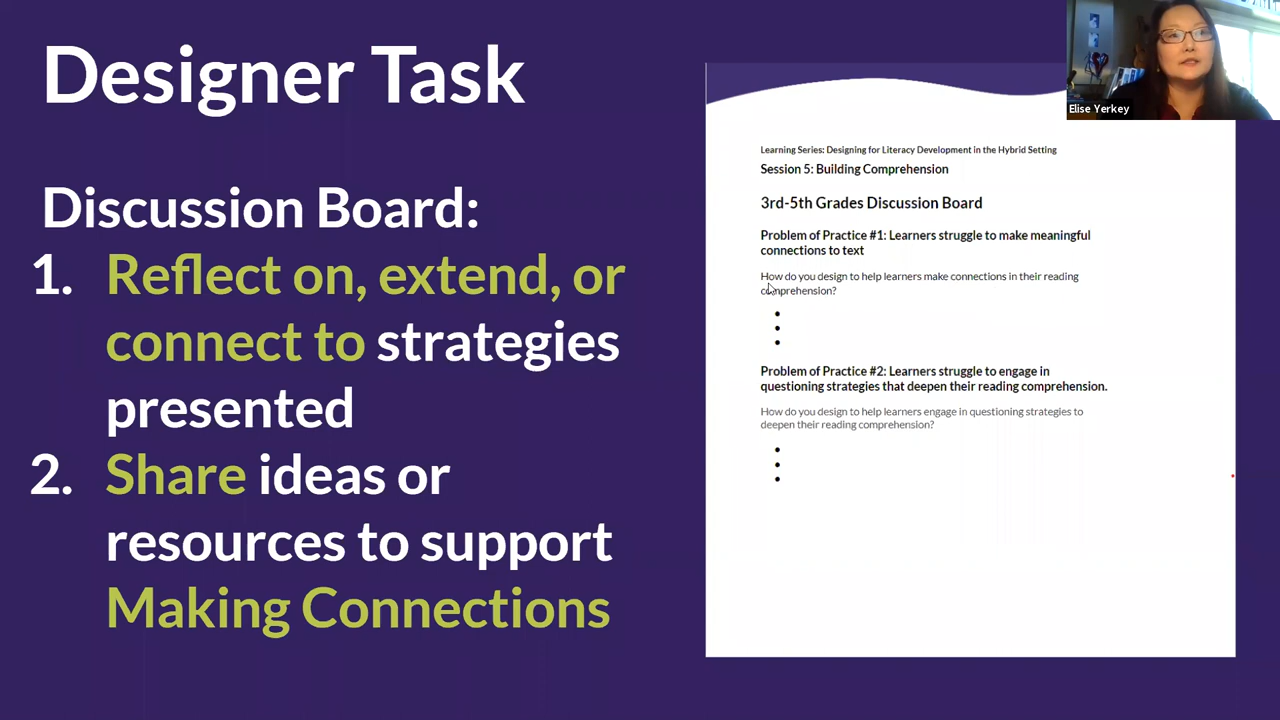 Designer Task
Discussion Board:
1. Reflect on, extend, or
connect to strategies
presented
2. Share ideas or
resources to support
Making Connections
Elise Yerkey
Learning Series: Designing for Literacy Development in the Hybrid Setting
Session 5: Building Comprehension
3rd-5th Grades Discussion Board
Problem of Practice #1: Learners struggle to make meaningful
connections to text
How do you design to help learners make connections in their reading
comprehension?
Problem of Practice #2: Learners struggle to engage in
questioning strategies that deepen their reading comprehension.
How do you design to help learners engage in questioning strategies to
deepen their reading comprehension?